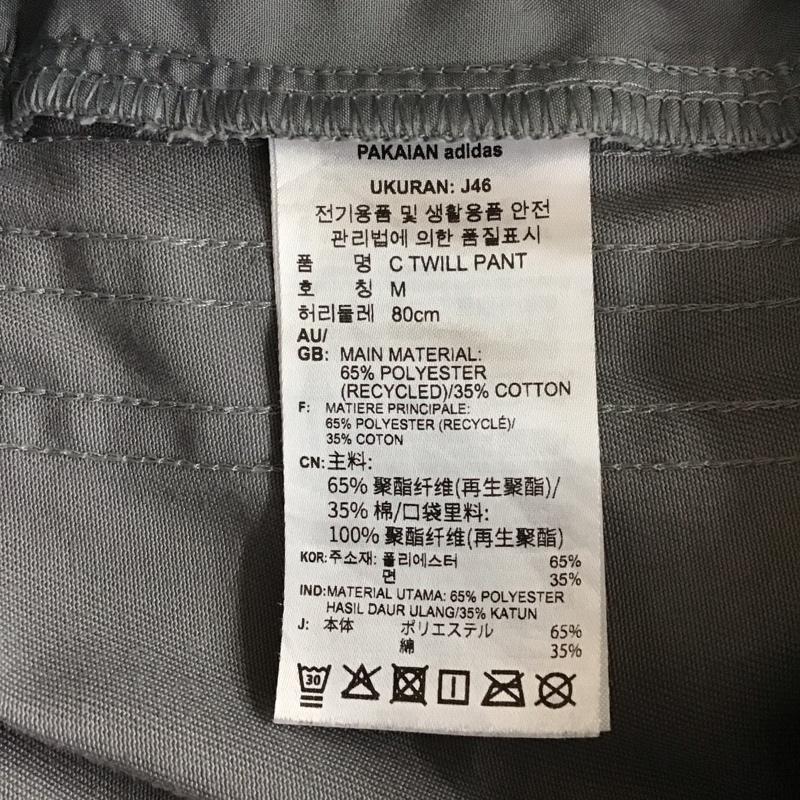 PAKAIAN adidas
UKURAN: J46
전기용품 및 생활용품 안전
관리법에 의한 품질표시
품 명 C TWILL PANT
호 칭 M
허리둘레 80cm
AU/
GB: MAIN MATERIAL:
65% POLYESTER
(RECYCLED)/35% COTTON
F: MATIERE PRINCIPALE:
65% POLYESTER (RECYCLÉ)/
35% COTON
CN: 主料:
65% 聚酯纤维(再生聚酯)/
35% 棉/口袋里料:
100% 聚酯纤维(再生聚酯)
KOR: 주소재: 폴리에스터 65%
면 35%
IND: MATERIAL UTAMA: 65% POLYESTER
HASIL DAUR ULANG/35% KATUN
J: 本体 ポリエステル 65%
綿 35%
30